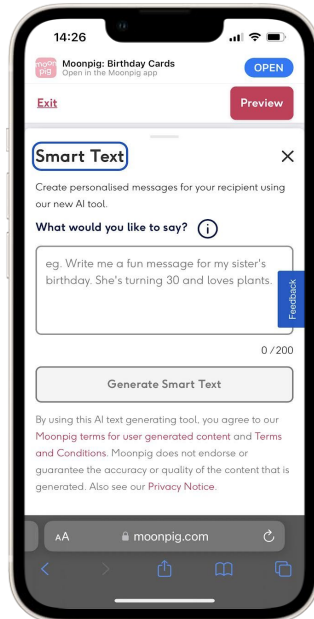 14:26
moon
pig
Moonpig: Birthday Cards
Open in the Moonpig app
OPEN
Exit
Preview
Smart Text
Create personalised messages for your recipient using
our new AI tool.
What would you like to say? i
eg. Write me a fun message for my sister's
birthday. She's turning 30 and loves plants.
Feedback
0 / 200
Generate Smart Text
By using this AI text generating tool, you agree to our
Moonpig terms for user generated content and Terms
and Conditions. Moonpig does not endorse or
guarantee the accuracy or quality of the content that is
generated. Also see our Privacy Notice.
AA moonpig.com